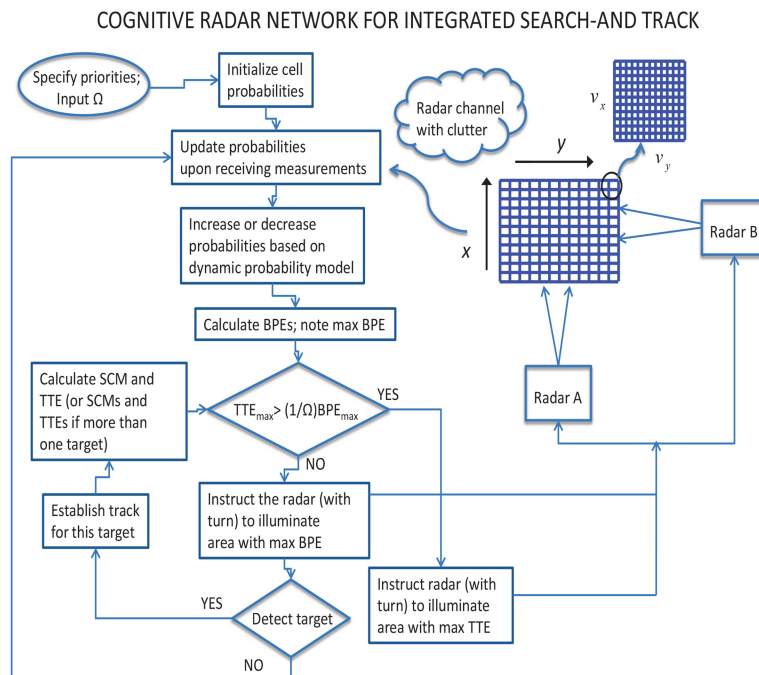 COGNITIVE RADAR NETWORK FOR INTEGRATED SEARCH-AND TRACK
Specify priorities;
Input Ω
Initialize cell
probabilities
Radar channel
with clutter
v_x
v_y
y
x
Update probabilities
upon receiving measurements
Increase or decrease
probabilities based on
dynamic probability model
Radar B
Calculate BPEs; note max BPE
Calculate SCM and
TTE (or SCMs and
TTEs if more than
one target)
TTE_max> (1/Ω)BPE_max
YES
Radar A
NO
Instruct the radar (with
turn) to illuminate
area with max BPE
Establish track
for this target
Instruct radar (with
turn) to illuminate
area with max TTE
YES
Detect target
NO